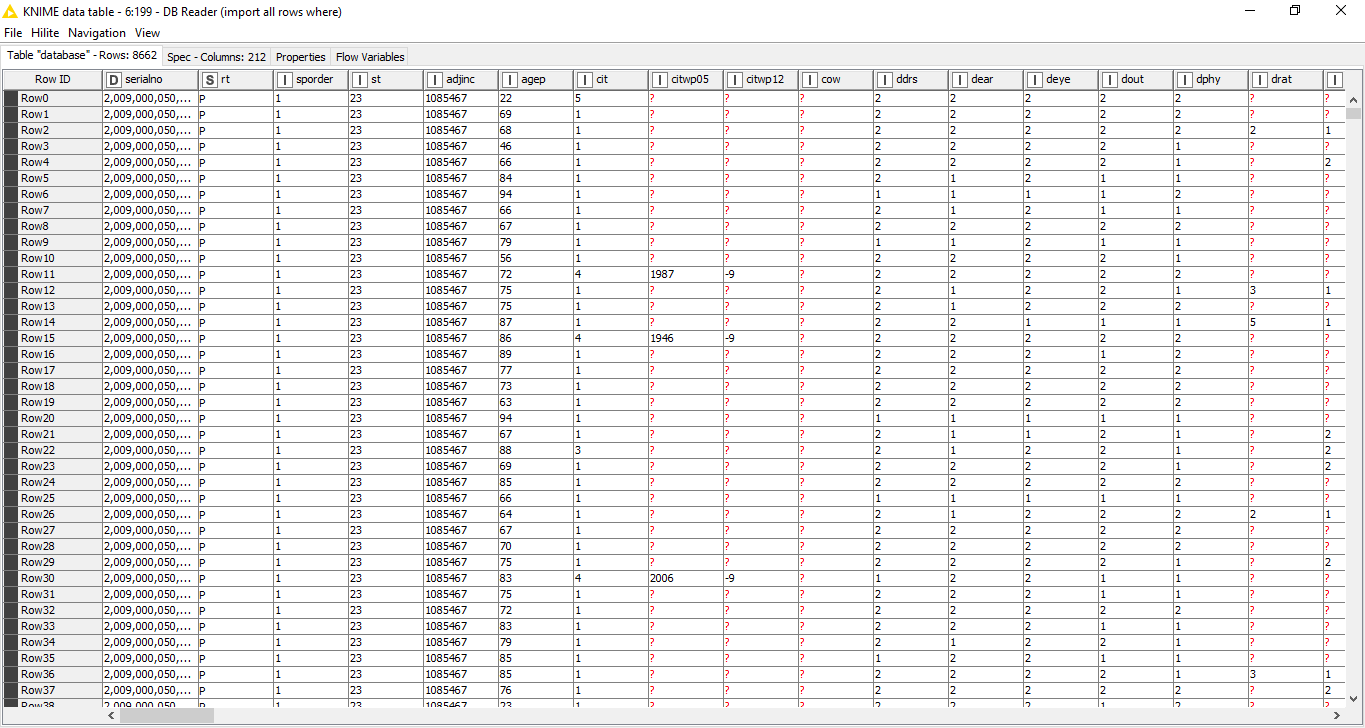 KNIME data table - 6:199 - DB Reader (import all rows where)
File Hilite Navigation View
Table "database" - Rows: 8662 Spec - Columns: 212 Properties Flow Variables
Row ID D serialno S rt I sporder I st I adjinc I agep I cit I citwp05 I citwp12 I cow I ddrs I dear I deye I dout I dphy I drat I
Row0 2,009,000,050,... P 1 23 1085467 22 5 ? ? ? 2 2 2 2 2 ? ?
Row1 2,009,000,050,... P 1 23 1085467 69 1 ? ? ? 2 2 2 2 2 ? ?
Row2 2,009,000,050,... P 1 23 1085467 68 1 ? ? ? 2 2 2 2 2 2 1
Row3 2,009,000,050,... P 1 23 1085467 46 1 ? ? ? 2 2 2 2 1 ? ?
Row4 2,009,000,050,... P 1 23 1085467 66 1 ? ? ? 2 2 2 2 1 ? 2
Row5 2,009,000,050,... P 1 23 1085467 84 1 ? ? ? 2 1 2 1 1 ? ?
Row6 2,009,000,050,... P 1 23 1085467 94 1 ? ? ? 1 1 1 1 2 ? ?
Row7 2,009,000,050,... P 1 23 1085467 66 1 ? ? ? 2 1 2 1 1 ? ?
Row8 2,009,000,050,... P 1 23 1085467 67 1 ? ? ? 2 2 2 2 2 ? ?
Row9 2,009,000,050,... P 1 23 1085467 79 1 ? ? ? 1 1 2 1 1 ? ?
Row10 2,009,000,050,... P 1 23 1085467 56 1 ? ? ? 2 2 2 2 2 ? ?
Row11 2,009,000,050,... P 1 23 1085467 72 4 1987 -9 ? 2 2 2 2 2 ? ?
Row12 2,009,000,050,... P 1 23 1085467 75 1 ? ? ? 2 1 2 2 1 3 1
Row13 2,009,000,050,... P 1 23 1085467 75 1 ? ? ? 2 1 2 2 2 ? ?
Row14 2,009,000,050,... P 1 23 1085467 87 1 ? ? ? 2 2 1 1 1 5 1
Row15 2,009,000,050,... P 1 23 1085467 86 4 1946 -9 ? 2 2 2 2 2 ? ?
Row16 2,009,000,050,... P 1 23 1085467 89 1 ? ? ? 2 2 2 1 2 ? ?
Row17 2,009,000,050,... P 1 23 1085467 77 1 ? ? ? 2 2 2 2 2 ? ?
Row18 2,009,000,050,... P 1 23 1085467 73 1 ? ? ? 2 2 2 2 2 ? ?
Row19 2,009,000,050,... P 1 23 1085467 63 1 ? ? ? 2 2 2 2 2 ? ?
Row20 2,009,000,050,... P 1 23 1085467 94 1 ? ? ? 1 1 1 1 1 ? ?
Row21 2,009,000,050,... P 1 23 1085467 67 1 ? ? ? 2 1 1 2 1 ? 2
Row22 2,009,000,050,... P 1 23 1085467 88 3 ? ? ? 2 1 2 2 1 ? 2
Row23 2,009,000,050,... P 1 23 1085467 69 1 ? ? ? 2 2 2 2 1 ? 2
Row24 2,009,000,050,... P 1 23 1085467 85 1 ? ? ? 2 2 2 2 2 ? ?
Row25 2,009,000,050,... P 1 23 1085467 66 1 ? ? ? 1 1 1 1 1 ? ?
Row26 2,009,000,050,... P 1 23 1085467 64 1 ? ? ? 2 1 2 2 1 2 1
Row27 2,009,000,050,... P 1 23 1085467 67 1 ? ? ? 2 2 2 2 2 ? ?
Row28 2,009,000,050,... P 1 23 1085467 70 1 ? ? ? 2 2 2 2 2 ? ?
Row29 2,009,000,050,... P 1 23 1085467 75 1 ? ? ? 2 2 2 2 1 ? 2
Row30 2,009,000,050,... P 1 23 1085467 83 4 2006 -9 ? 1 2 2 1 1 ? ?
Row31 2,009,000,050,... P 1 23 1085467 75 1 ? ? ? 2 2 2 1 1 ? ?
Row32 2,009,000,050,... P 1 23 1085467 72 1 ? ? ? 2 2 2 2 2 ? ?
Row33 2,009,000,050,... P 1 23 1085467 83 1 ? ? ? 2 2 2 1 1 ? ?
Row34 2,009,000,050,... P 1 23 1085467 79 1 ? ? ? 2 1 2 2 1 ? ?
Row35 2,009,000,050,... P 1 23 1085467 85 1 ? ? ? 1 2 2 1 1 ? ?
Row36 2,009,000,050,... P 1 23 1085467 85 1 ? ? ? 2 2 2 2 1 3 1
Row37 2,009,000,050,... P 1 23 1085467 76 1 ? ? ? 2 2 2 2 1 ? 2
Row38 2,009,000,050,... P 1 23 1085467 23 1 ? ? ? 2 2 2 1 2 ? 2